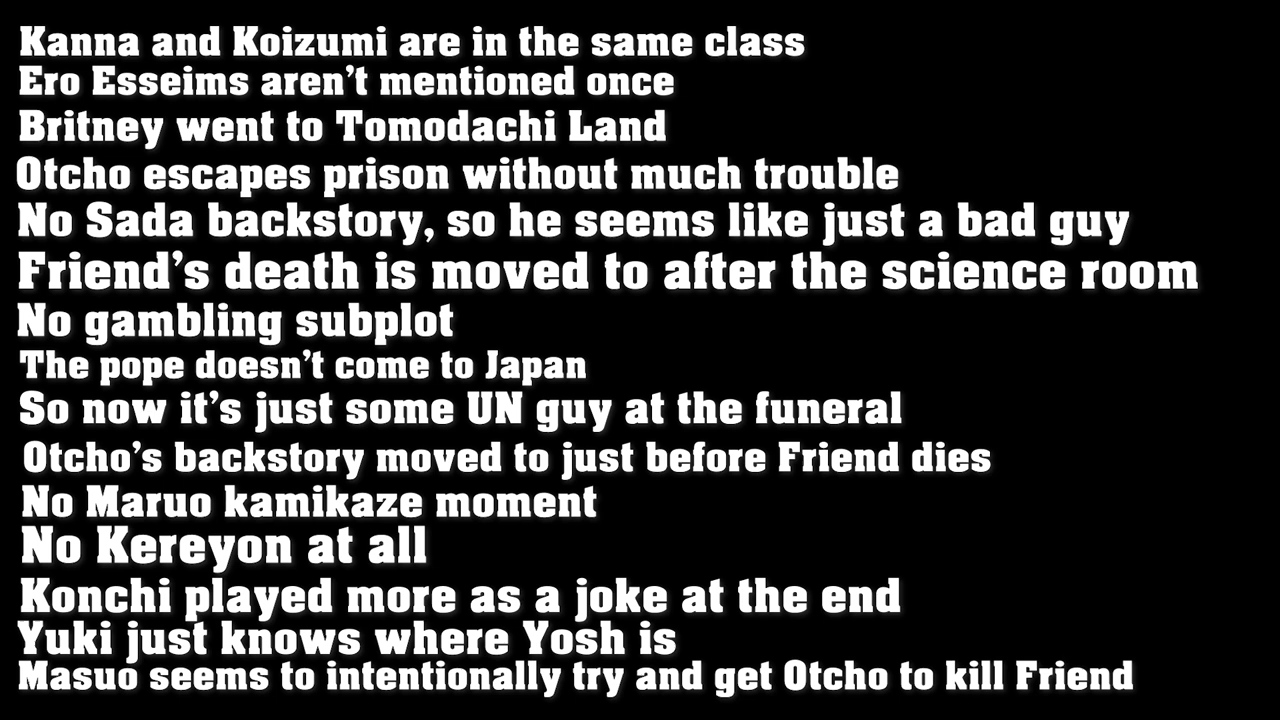 Kanna and Koizumi are in the same class
Ero Esseims aren't mentioned once
Britney went to Tomodachi Land
Otcho escapes prison without much trouble
No Sada backstory, so he seems like just a bad guy
Friend's death is moved to after the science room
No gambling subplot
The pope doesn't come to Japan
So now it's just some UN guy at the funeral
Otcho's backstory moved to just before Friend dies
No Maruo kamikaze moment
No Kereyon at all
Konchi played more as a joke at the end
Yuki just knows where Yosh is
Masuo seems to intentionally try and get Otcho to kill Friend